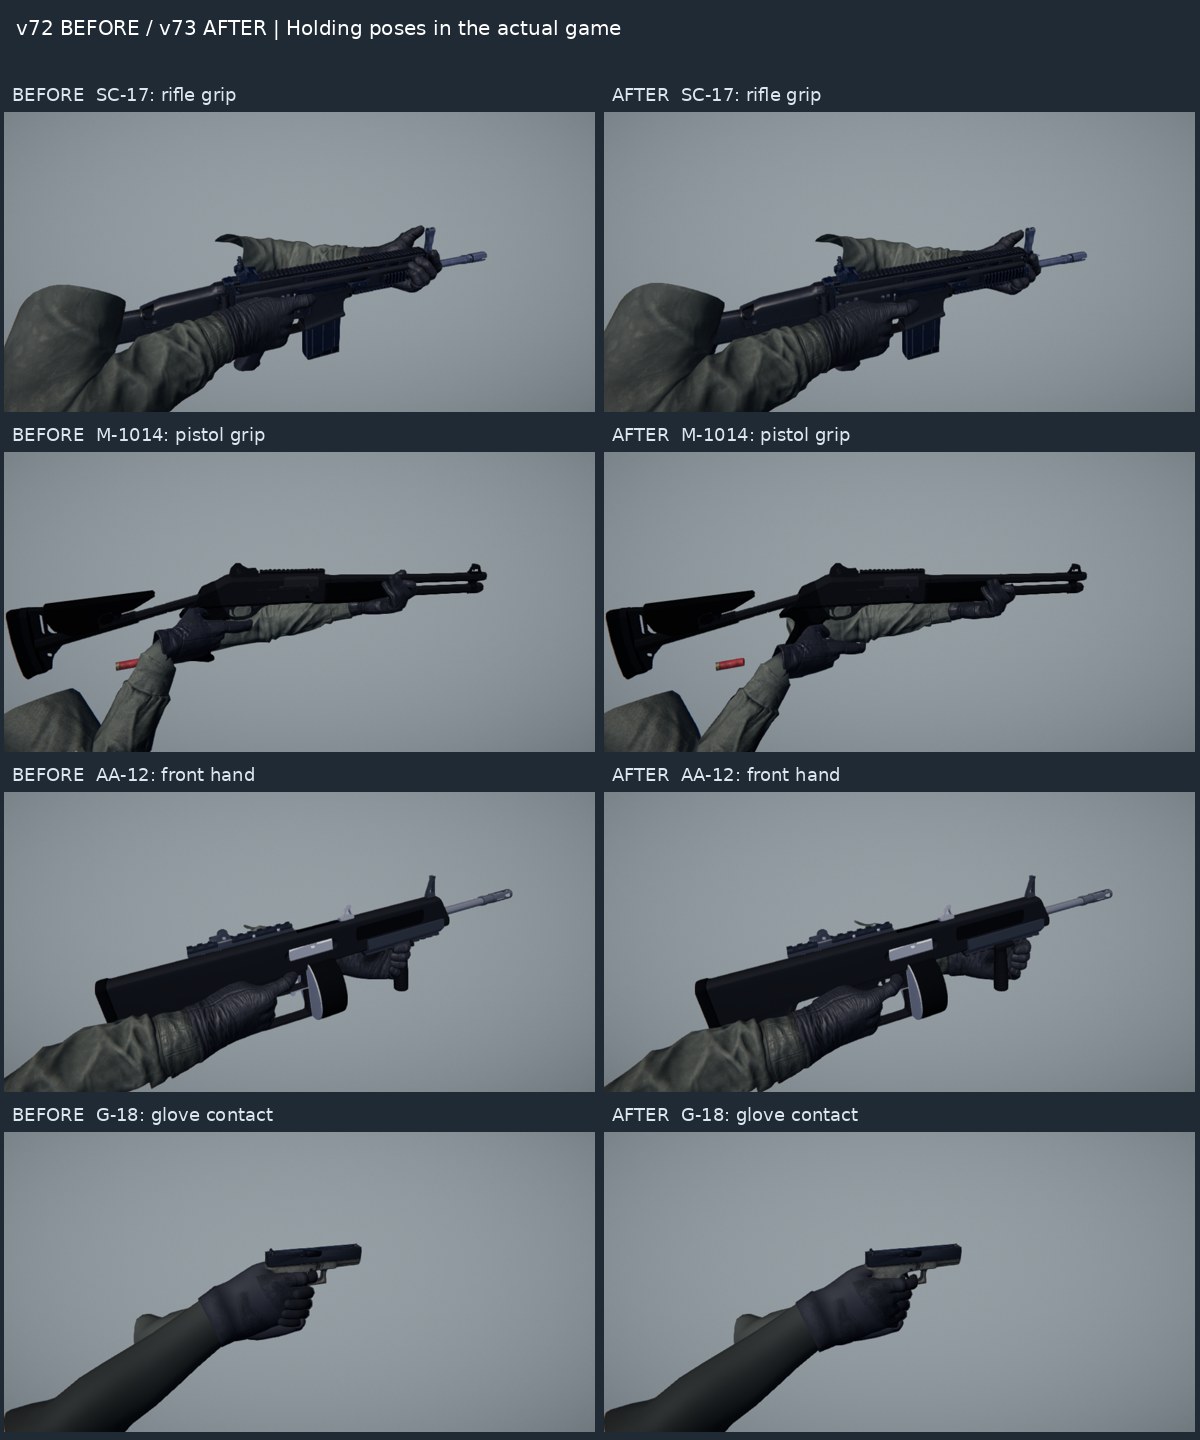 v72 BEFORE / v73 AFTER | Holding poses in the actual game
BEFORE  SC-17: rifle grip
AFTER  SC-17: rifle grip
BEFORE  M-1014: pistol grip
AFTER  M-1014: pistol grip
BEFORE  AA-12: front hand
AFTER  AA-12: front hand
BEFORE  G-18: glove contact
AFTER  G-18: glove contact